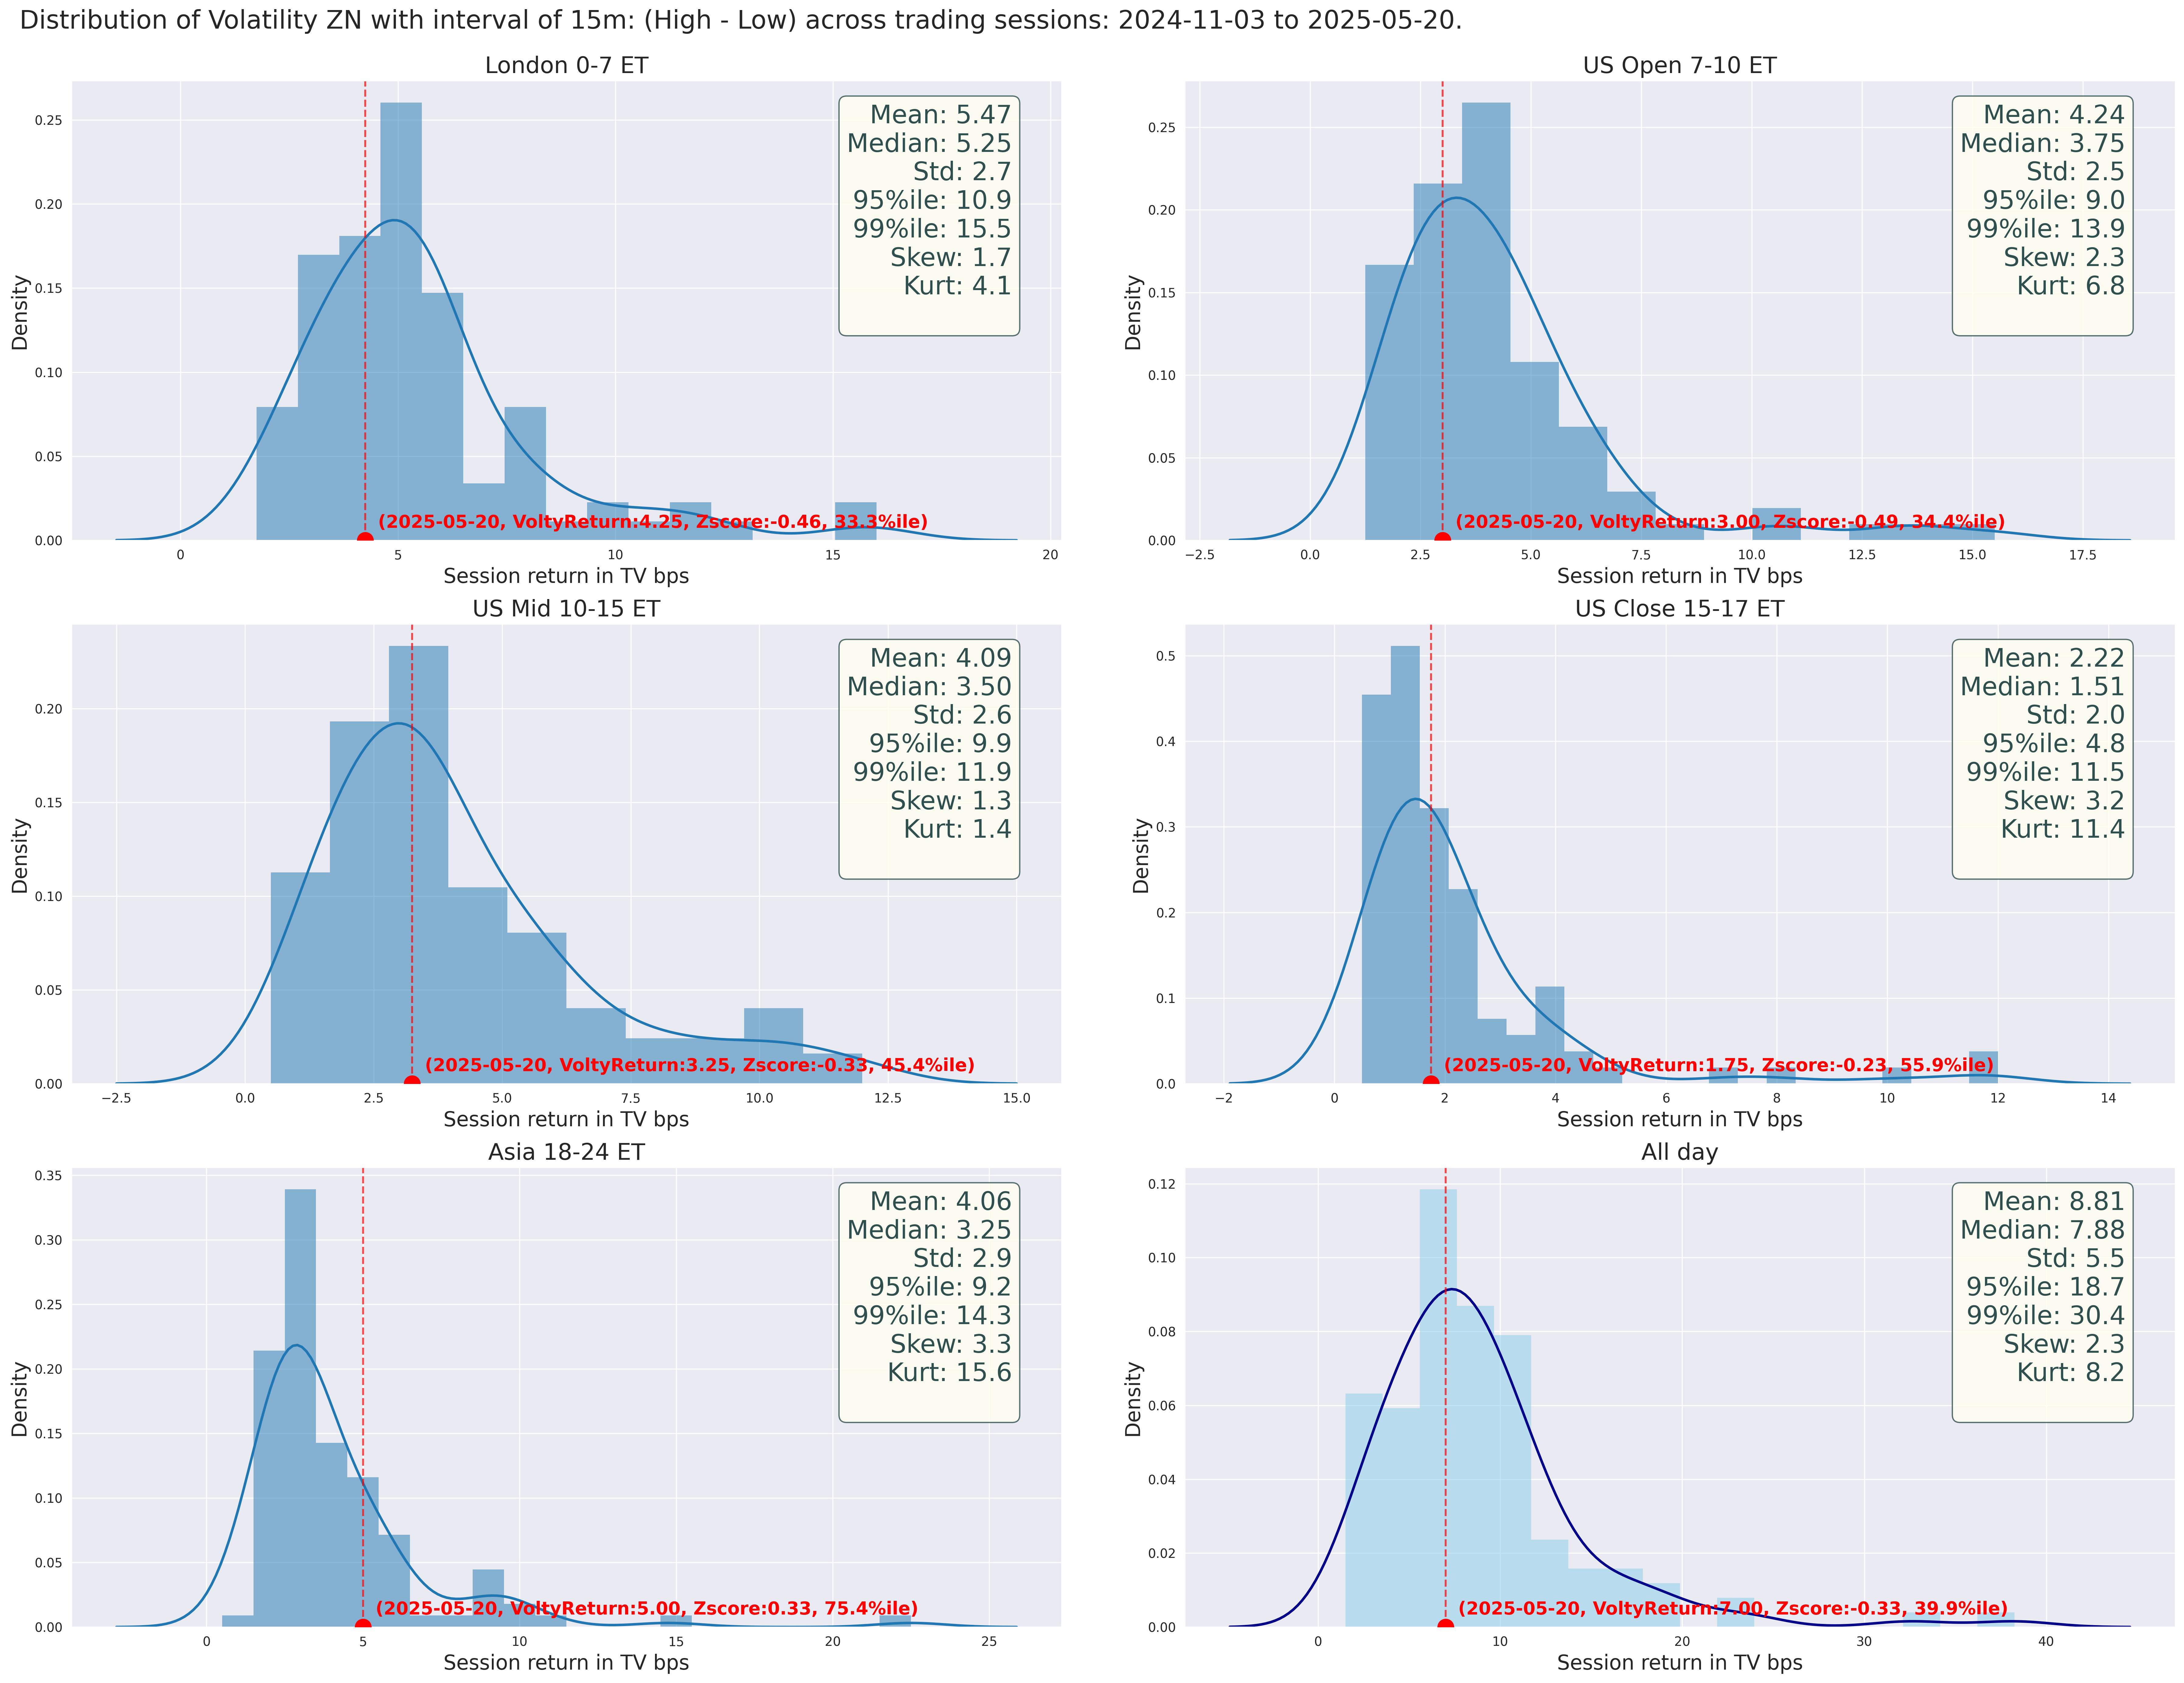 Distribution of Volatility ZN with interval of 15m: (High - Low) across trading sessions: 2024-11-03 to 2025-05-20.
London 0-7 ET
Mean: 5.47
Median: 5.25
Std: 2.7
95%ile: 10.9
99%ile: 15.5
Skew: 1.7
Kurt: 4.1
Density
0.25
0.20
0.15
0.10
0.05
0.00
(2025-05-20, VoltyReturn:4.25, Zscore:-0.46, 33.3%ile)
0 5 10 15 20
Session return in TV bps
US Open 7-10 ET
Mean: 4.24
Median: 3.75
Std: 2.5
95%ile: 9.0
99%ile: 13.9
Skew: 2.3
Kurt: 6.8
Density
0.25
0.20
0.15
0.10
0.05
0.00
(2025-05-20, VoltyReturn:3.00, Zscore:-0.49, 34.4%ile)
−2.5 0.0 2.5 5.0 7.5 10.0 12.5 15.0 17.5
Session return in TV bps
US Mid 10-15 ET
Mean: 4.09
Median: 3.50
Std: 2.6
95%ile: 9.9
99%ile: 11.9
Skew: 1.3
Kurt: 1.4
Density
0.20
0.15
0.10
0.05
0.00
(2025-05-20, VoltyReturn:3.25, Zscore:-0.33, 45.4%ile)
−2.5 0.0 2.5 5.0 7.5 10.0 12.5 15.0
Session return in TV bps
US Close 15-17 ET
Mean: 2.22
Median: 1.51
Std: 2.0
95%ile: 4.8
99%ile: 11.5
Skew: 3.2
Kurt: 11.4
Density
0.5
0.4
0.3
0.2
0.1
0.0
(2025-05-20, VoltyReturn:1.75, Zscore:-0.23, 55.9%ile)
−2 0 2 4 6 8 10 12 14
Session return in TV bps
Asia 18-24 ET
Mean: 4.06
Median: 3.25
Std: 2.9
95%ile: 9.2
99%ile: 14.3
Skew: 3.3
Kurt: 15.6
Density
0.35
0.30
0.25
0.20
0.15
0.10
0.05
0.00
(2025-05-20, VoltyReturn:5.00, Zscore:0.33, 75.4%ile)
0 5 10 15 20 25
Session return in TV bps
All day
Mean: 8.81
Median: 7.88
Std: 5.5
95%ile: 18.7
99%ile: 30.4
Skew: 2.3
Kurt: 8.2
Density
0.12
0.10
0.08
0.06
0.04
0.02
0.00
(2025-05-20, VoltyReturn:7.00, Zscore:-0.33, 39.9%ile)
0 10 20 30 40
Session return in TV bps